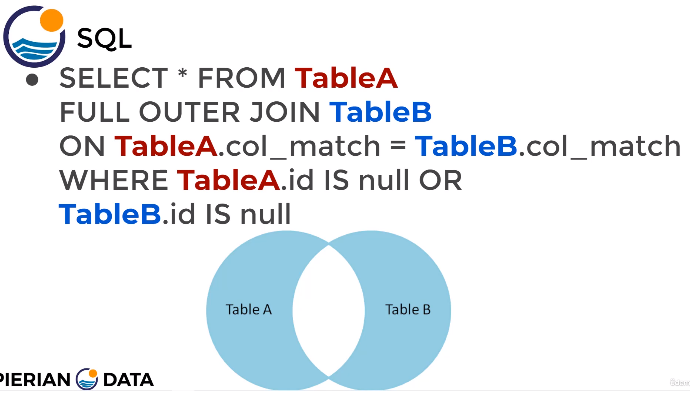 SQL
● SELECT * FROM TableA
FULL OUTER JOIN TableB
ON TableA.col_match = TableB.col_match
WHERE TableA.id IS null OR
TableB.id IS null
Table A
Table B
PIERIAN DATA